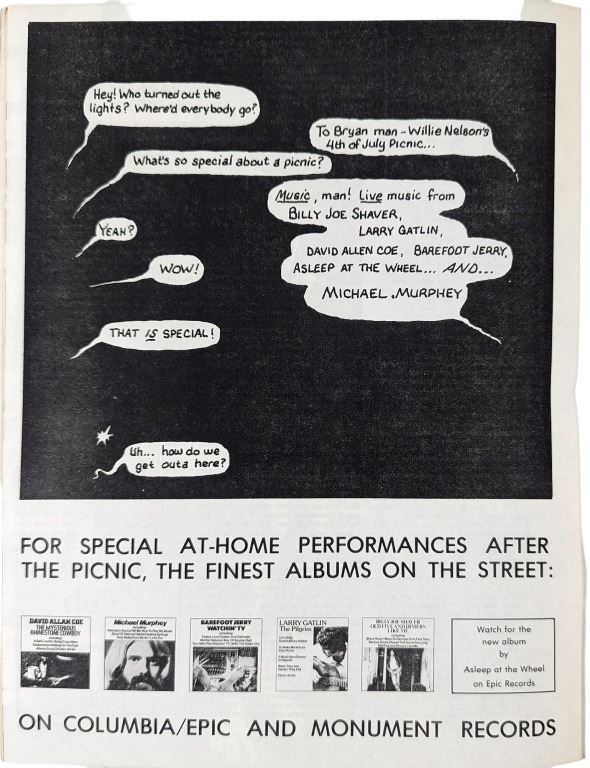 Hey! Who turned out the
lights? Where'd everybody go?
To Bryan man - Willie Nelson's
4th of July Picnic...
What's so special about a picnic?
Music, man! Live music from
BILLY JOE SHAVER,
LARRY GATLIN,
DAVID ALLEN COE, BAREFOOT JERRY,
ASLEEP AT THE WHEEL... AND...
MICHAEL MURPHEY
YEAH?
WOW!
THAT IS SPECIAL!
Uh... how do we
get outa here?
FOR SPECIAL AT-HOME PERFORMANCES AFTER
THE PICNIC, THE FINEST ALBUMS ON THE STREET:
DAVID ALLAN COE
THE MYSTERIOUS
RHINESTONE COWBOY
Michael Murphey
BAREFOOT JERRY
WATCHIN' TV
LARRY GATLIN
The Pilgrim
BILLY JOE SHAVER
OLD FIVE AND DIMERS
LIKE ME
Watch for the
new album
by
Asleep at the Wheel
on Epic Records
ON COLUMBIA/EPIC AND MONUMENT RECORDS